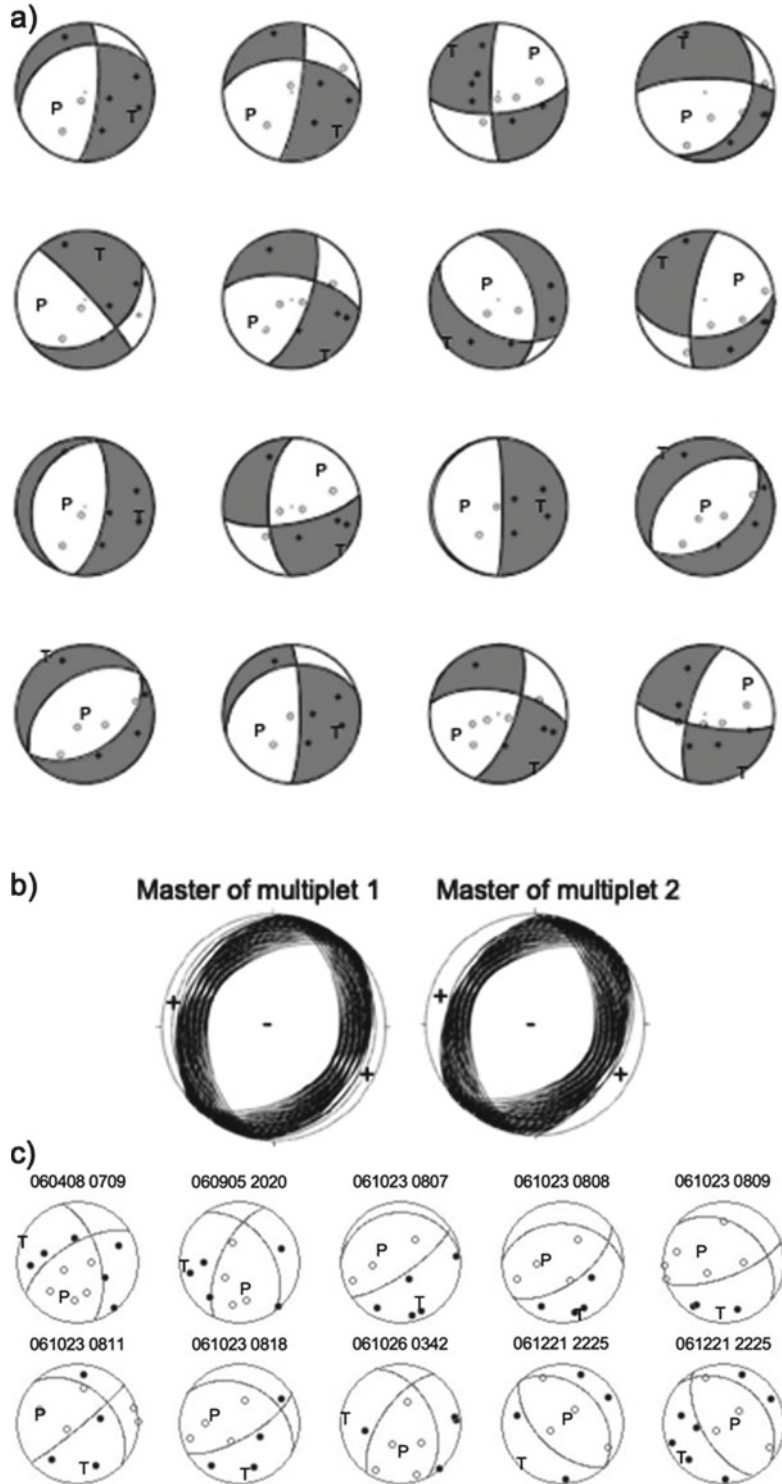 a)
P T
P T
T P
T P
T P
P T
P T
T P
P T
P T
P T
T P
T P
P T
P T
P T
b)
Master of multiplet 1 Master of multiplet 2
+ - + + - +
c)
060408 0709 060905 2020 061023 0807 061023 0808 061023 0809
T P T P P T P T P T
061023 0811 061023 0818 061026 0342 061221 2225 061221 2225
P T P T T P P T P T